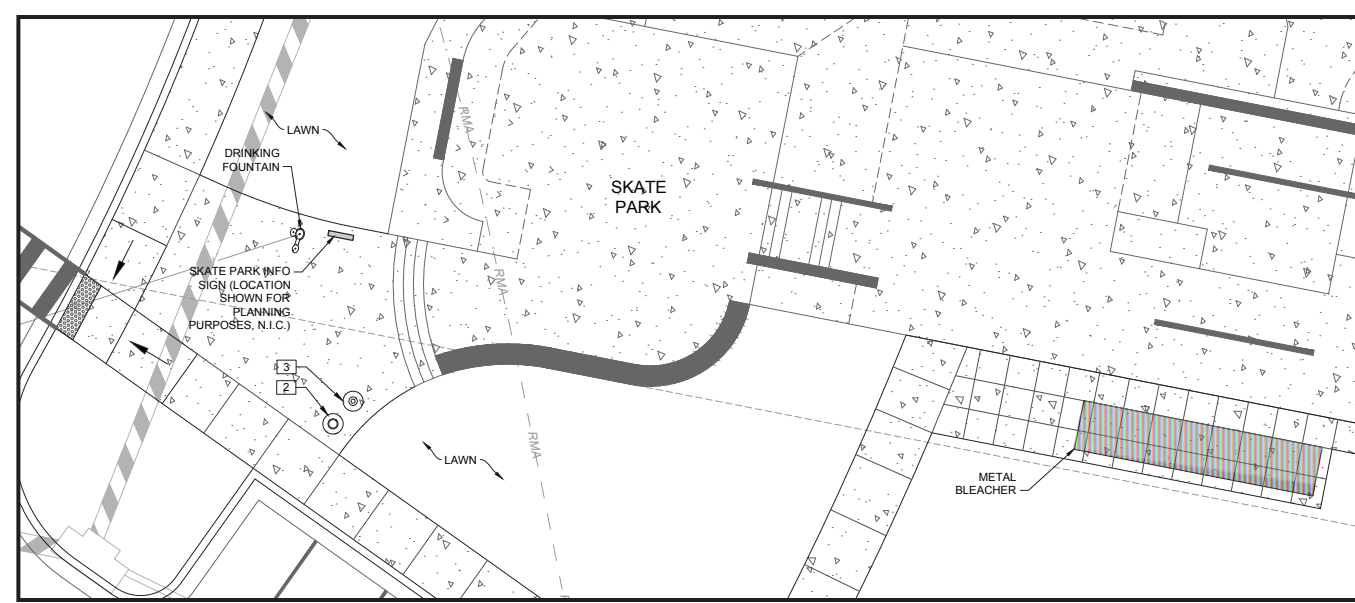 LAWN
DRINKING
FOUNTAIN
RMA
SKATE
PARK
SKATE PARK INFO
SIGN (LOCATION
SHOWN FOR
PLANNING
PURPOSES, N.I.C.)
RMA
3
2
RMA
LAWN
METAL
BLEACHER